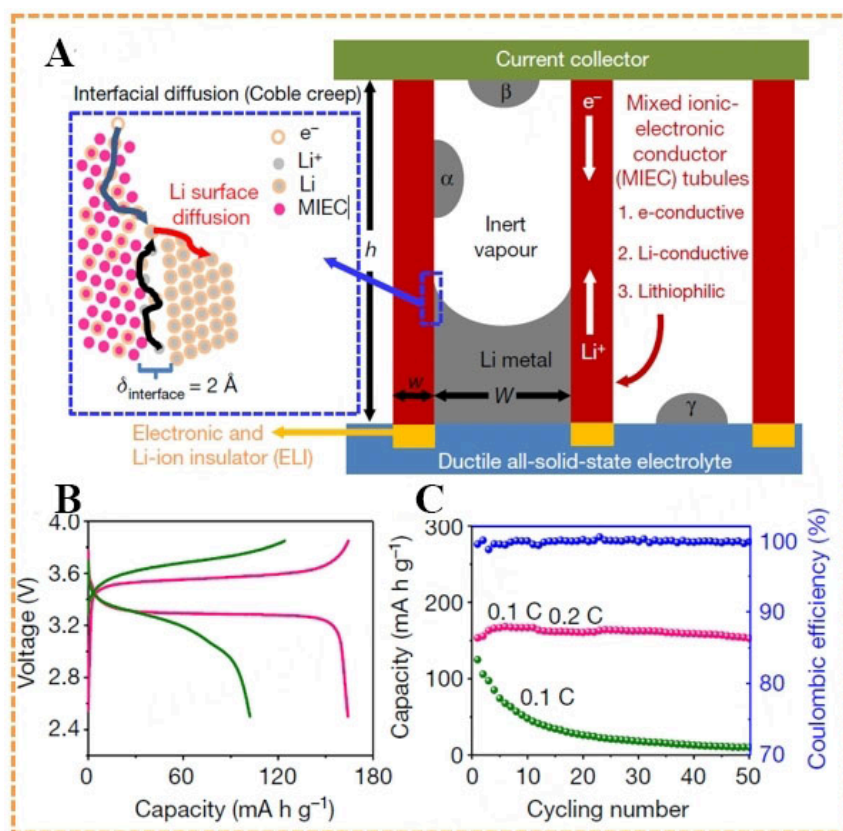 A
Current collector
Interfacial diffusion (Coble creep)
e⁻
Li⁺
Li
MIEC
Li surface
diffusion
δinterface = 2 Å
h
β
α
Inert
vapour
Li metal
w
W
e⁻
Li⁺
Mixed ionic-
electronic
conductor
(MIEC) tubules
1. e-conductive
2. Li-conductive
3. Lithiophilic
γ
Electronic and
Li-ion insulator (ELI)
Ductile all-solid-state electrolyte
B
Voltage (V)
4.0
3.6
3.2
2.4
0
60
120
180
Capacity (mA h g⁻¹)
C
Capacity (mA h g⁻¹)
300
200
100
0
0.1 C
0.2 C
0.1 C
100
90
80
70
Coulombic efficiency (%)
0
10
20
30
40
50
Cycling number